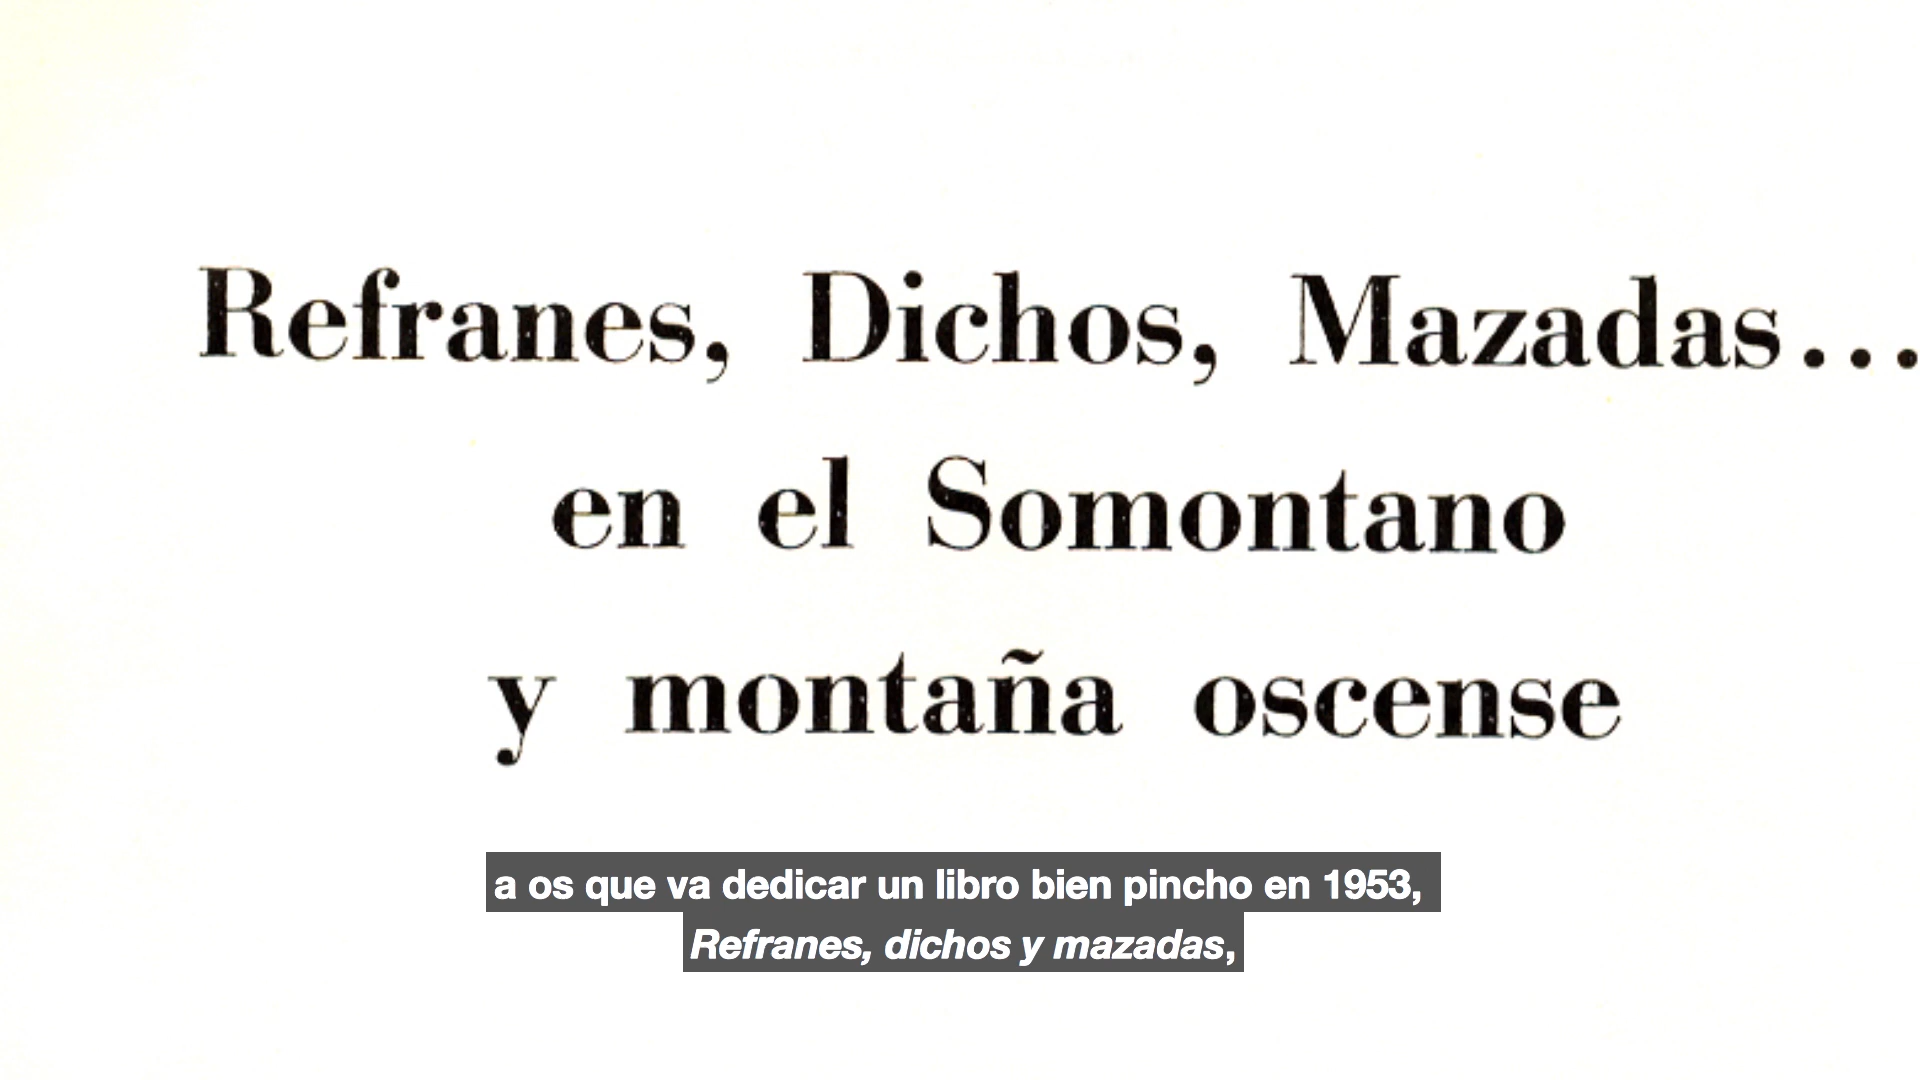 Refranes, Dichos, Mazadas...
en el Somontano
y montaña oscense
a os que va dedicar un libro bien pincho en 1953,
Refranes, dichos y mazadas,